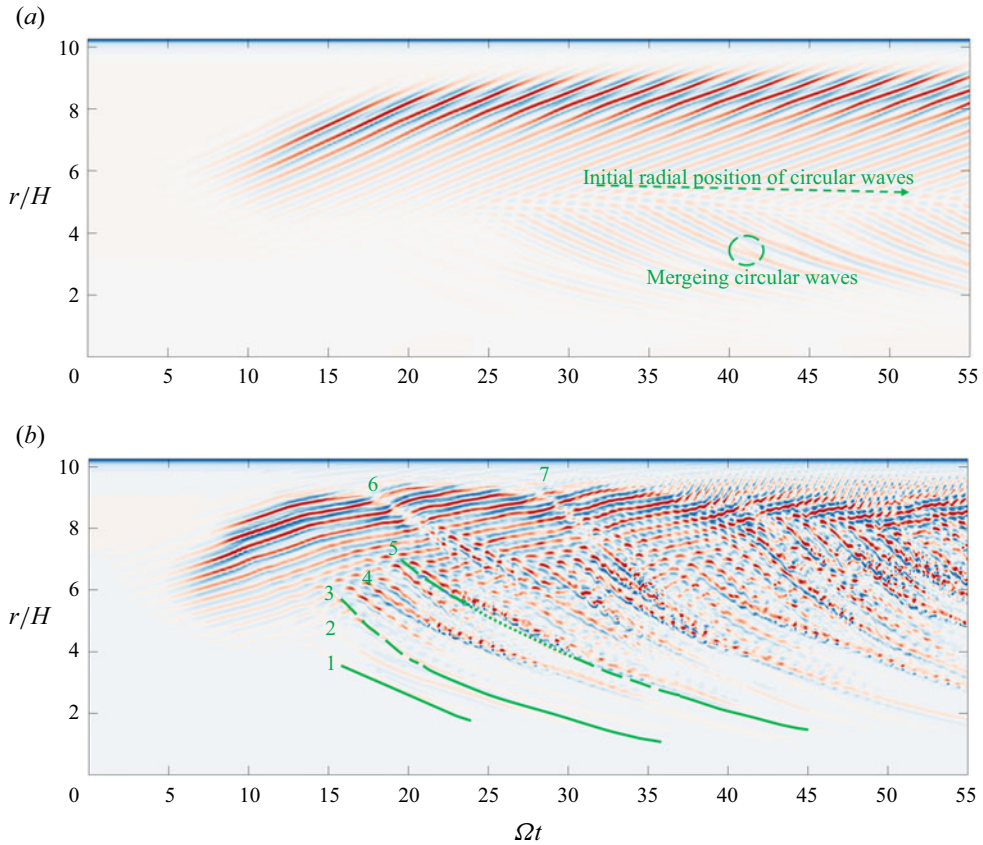 (a)
10
8
6
r/H
Initial radial position of circular waves
4
Mergeing circular waves
2
0 5 10 15 20 25 30 35 40 45 50 55
(b)
10
6 7
8
5
4
6
3
r/H
2
4
1
2
0 5 10 15 20 25 30 35 40 45 50 55
Ωt